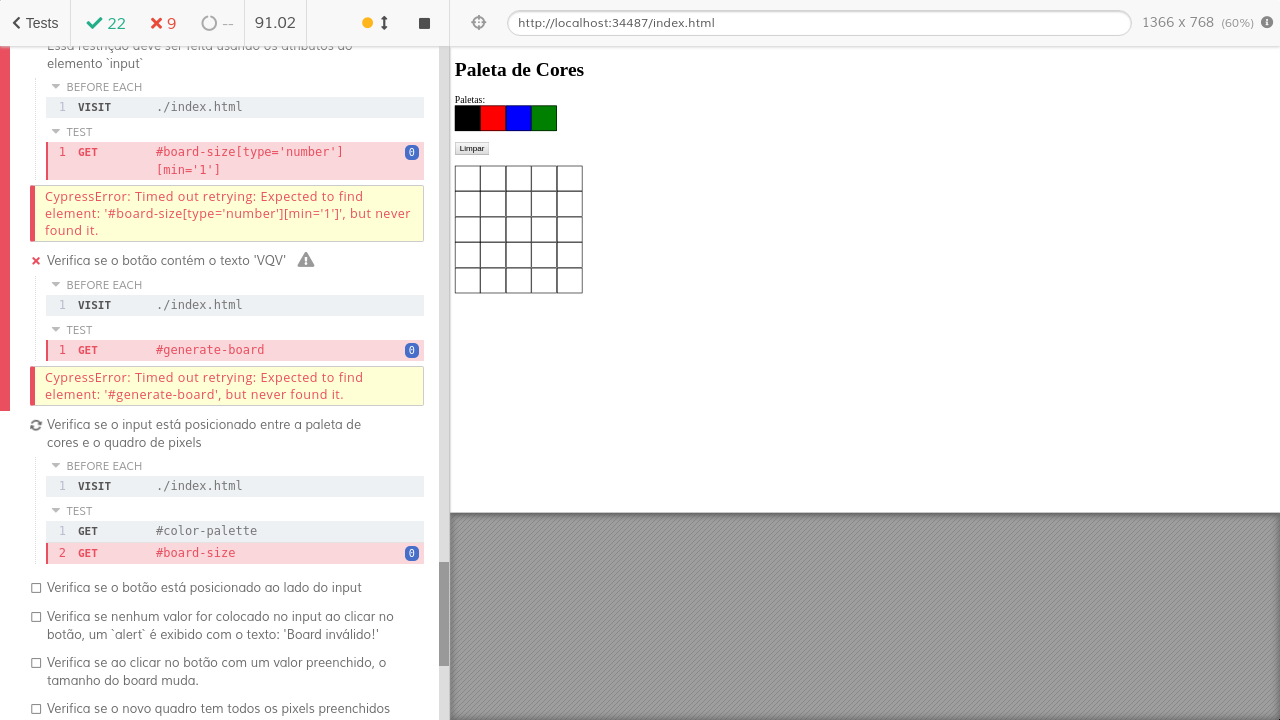 Tests 22 9 -- 91.02
http://localhost:34487/index.html 1366 x 768 (60%)
Essa restrição deve ser feita usando os atributos do
elemento `input`
BEFORE EACH
1 VISIT ./index.html
TEST
1 GET #board-size[type='number']
[min='1'] 0
CypressError: Timed out retrying: Expected to find
element: '#board-size[type='number'][min='1']', but never
found it.
Verifica se o botão contém o texto 'VQV'
BEFORE EACH
1 VISIT ./index.html
TEST
1 GET #generate-board 0
CypressError: Timed out retrying: Expected to find
element: '#generate-board', but never found it.
Verifica se o input está posicionado entre a paleta de
cores e o quadro de pixels
BEFORE EACH
1 VISIT ./index.html
TEST
1 GET #color-palette
2 GET #board-size 0
Verifica se o botão está posicionado ao lado do input
Verifica se nenhum valor for colocado no input ao clicar no
botão, um `alert` é exibido com o texto: 'Board inválido!'
Verifica se ao clicar no botão com um valor preenchido, o
tamanho do board muda.
Verifica se o novo quadro tem todos os pixels preenchidos
Paleta de Cores
Paletas:
Limpar